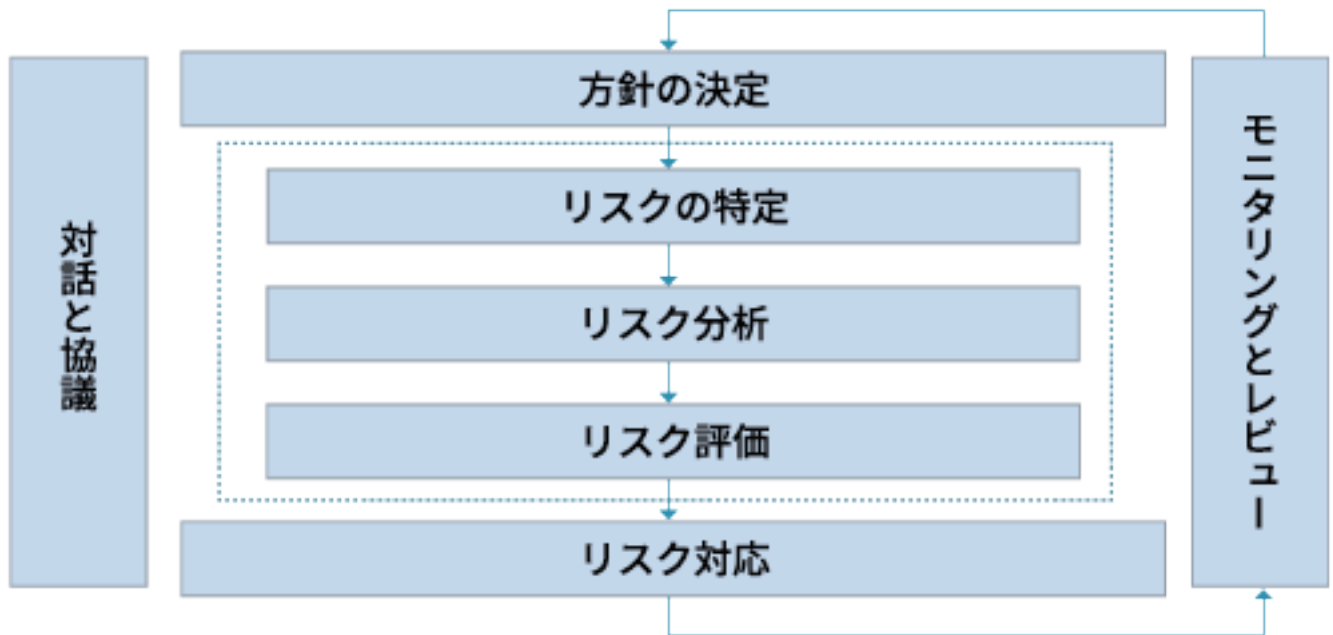 方針の決定
対話と協議
リスクの特定
リスク分析
リスク評価
リスク対応
モニタリングとレビュー